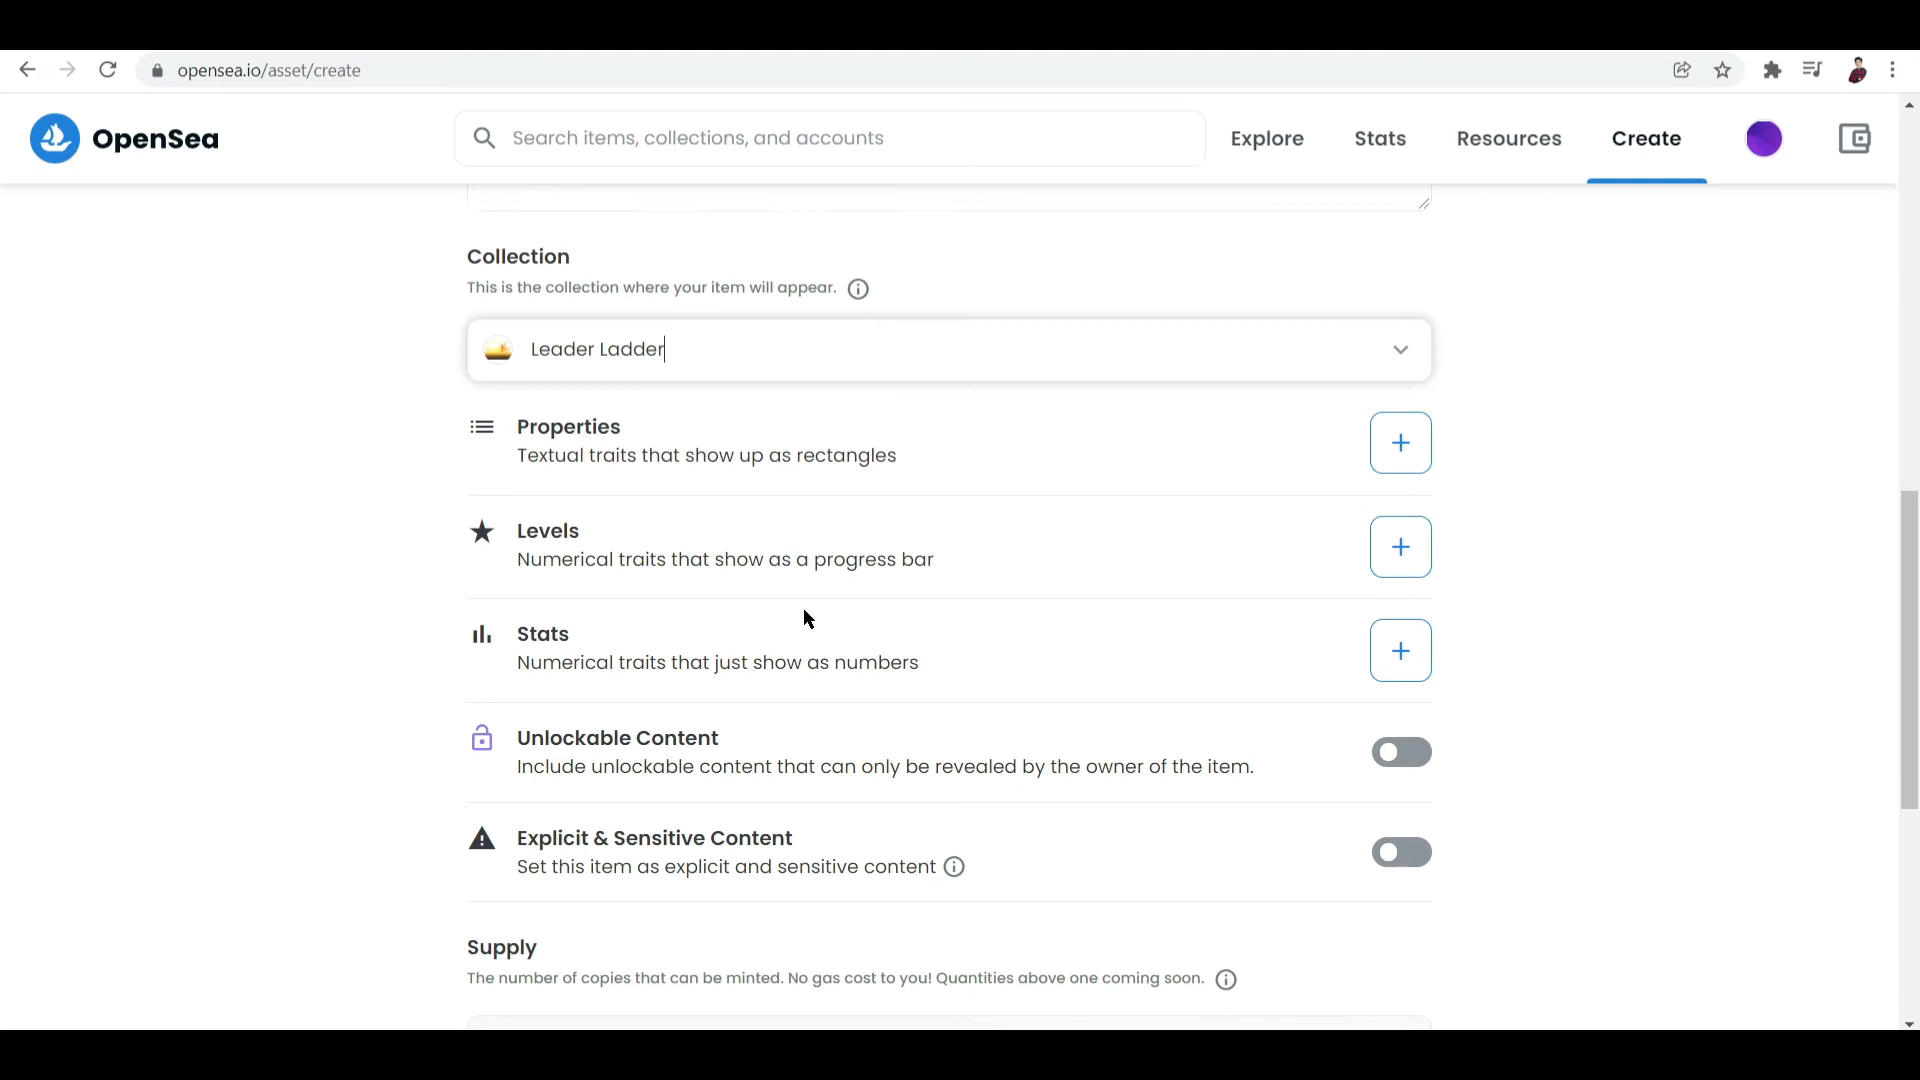 opensea.io/asset/create
OpenSea
Search items, collections, and accounts
Explore
Stats
Resources
Create
Collection
This is the collection where your item will appear.
Leader Ladder
Properties
Textual traits that show up as rectangles
Levels
Numerical traits that show as a progress bar
Stats
Numerical traits that just show as numbers
Unlockable Content
Include unlockable content that can only be revealed by the owner of the item.
Explicit & Sensitive Content
Set this item as explicit and sensitive content
Supply
The number of copies that can be minted. No gas cost to you! Quantities above one coming soon.